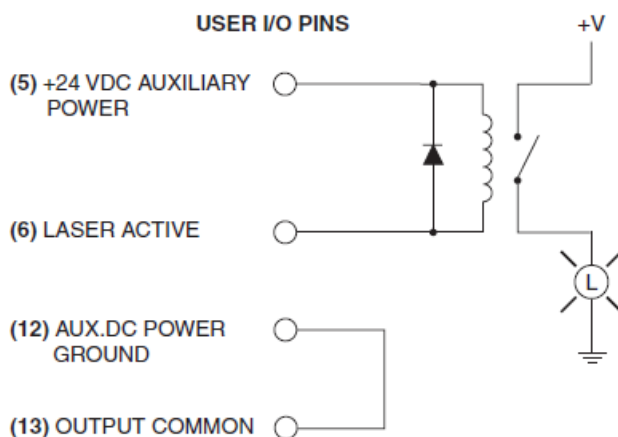 USER I/O PINS
+V
(5) +24 VDC AUXILIARY
POWER
(6) LASER ACTIVE
L
(12) AUX.DC POWER
GROUND
(13) OUTPUT COMMON